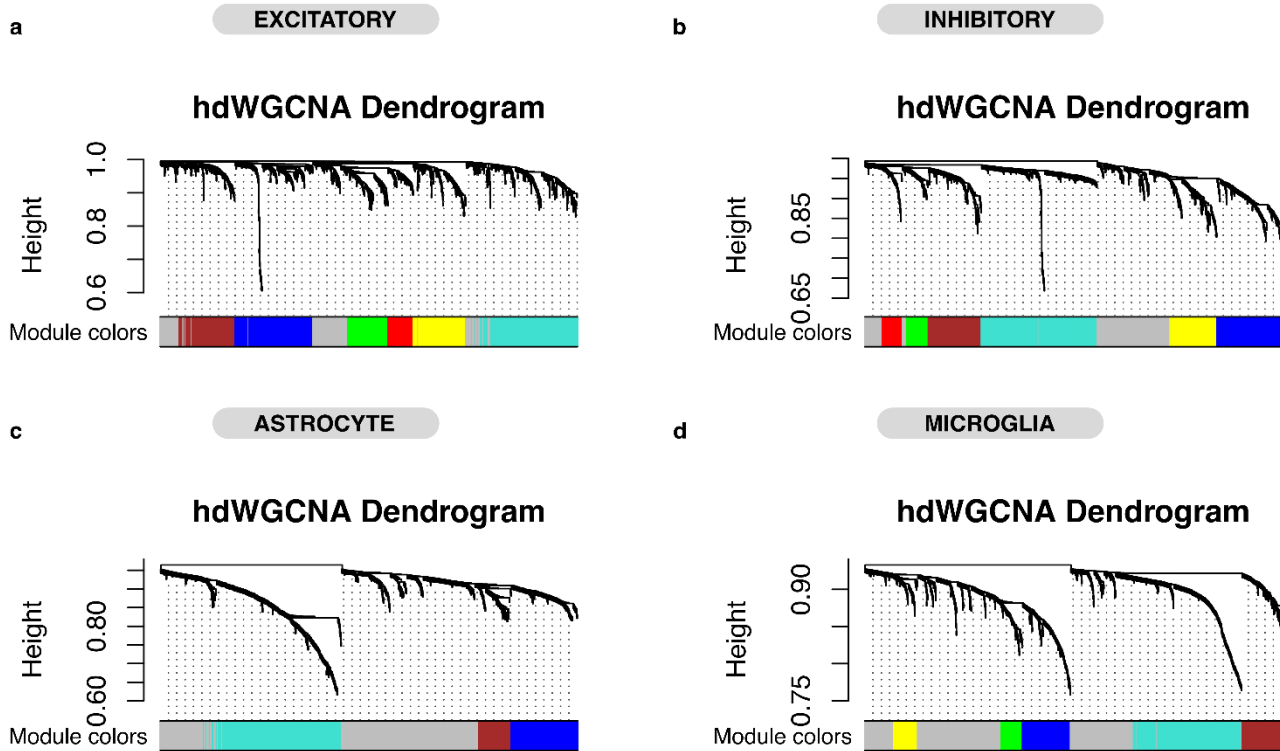 a
EXCITATORY
hdWGCNA Dendrogram
Height
1.0
0.8
0.6
Module colors
b
INHIBITORY
hdWGCNA Dendrogram
Height
0.85
0.65
Module colors
c
ASTROCYTE
hdWGCNA Dendrogram
Height
0.80
0.60
Module colors
d
MICROGLIA
hdWGCNA Dendrogram
Height
0.90
0.75
Module colors